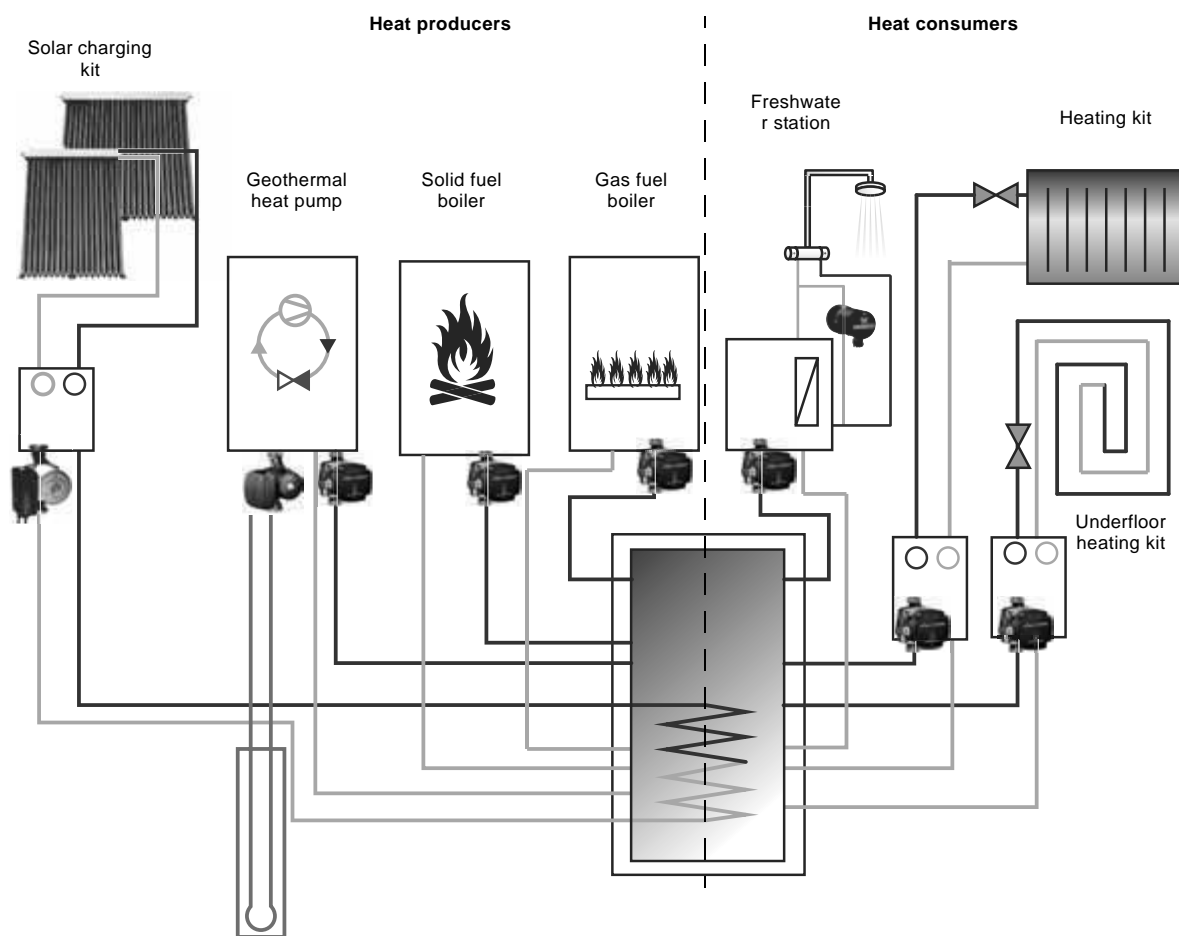 Heat producers
Heat consumers
Solar charging
kit
Freshwate
r station
Heating kit
Geothermal
heat pump
Solid fuel
boiler
Gas fuel
boiler
Underfloor
heating kit